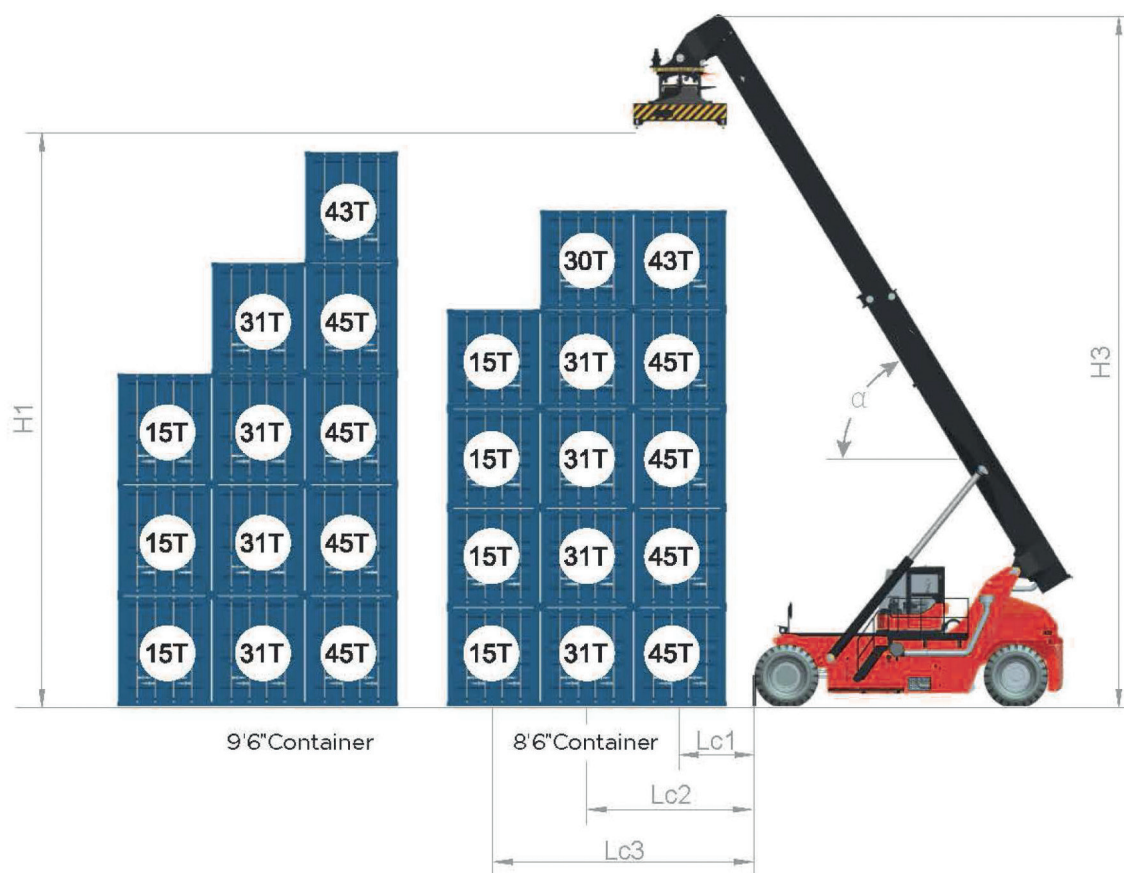 H3
43T
30T 43T
31T 45T
15T 31T 45T
α
H1
15T 31T 45T
15T 31T 45T
15T 31T 45T
15T 31T 45T
15T 31T 45T
15T 31T 45T
9'6"Container
8'6"Container
Lc1
Lc2
Lc3